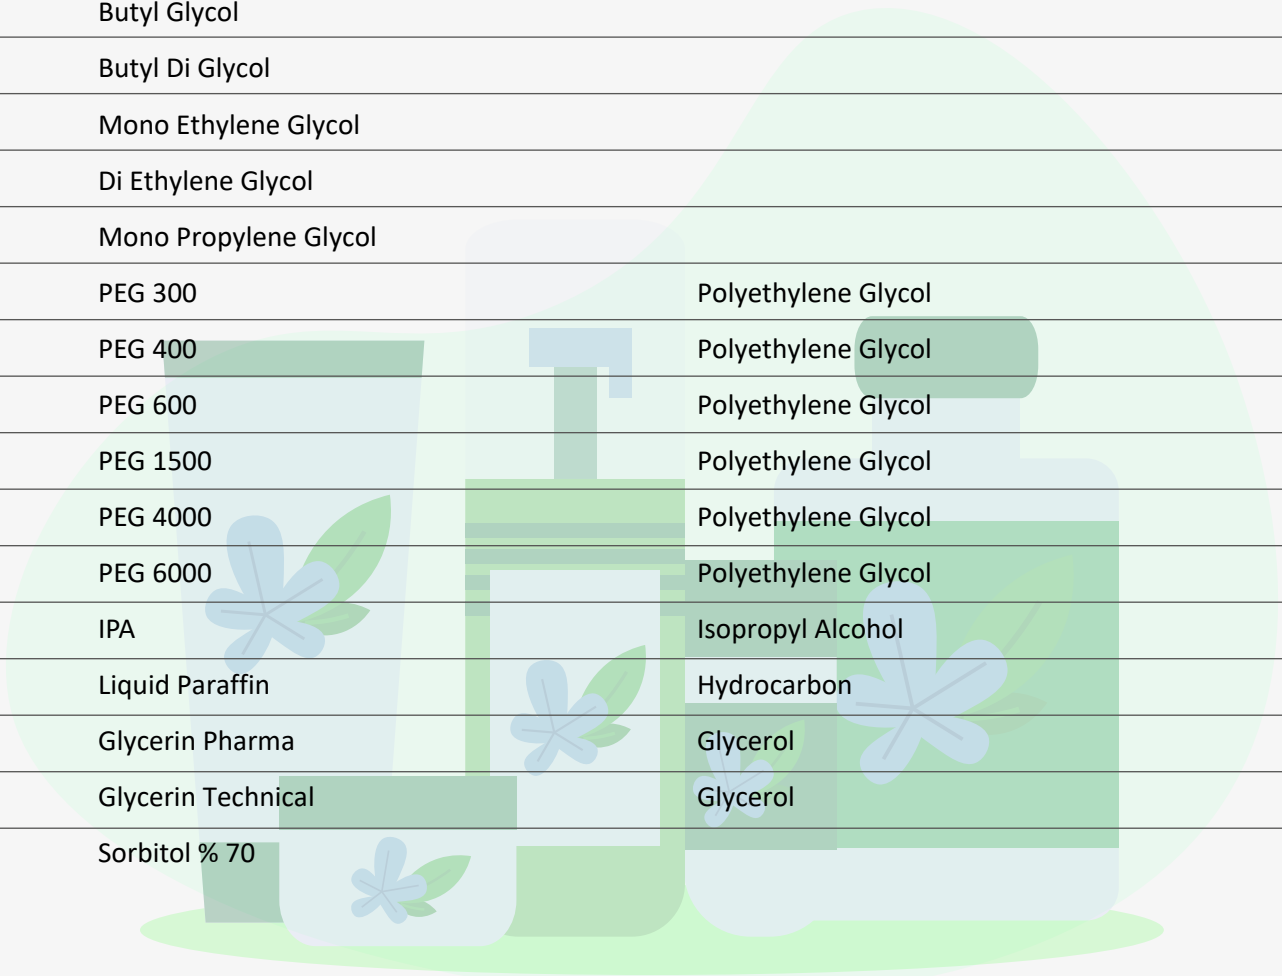 Butyl Glycol
Butyl Di Glycol
Mono Ethylene Glycol
Di Ethylene Glycol
Mono Propylene Glycol
PEG 300 Polyethylene Glycol
PEG 400 Polyethylene Glycol
PEG 600 Polyethylene Glycol
PEG 1500 Polyethylene Glycol
PEG 4000 Polyethylene Glycol
PEG 6000 Polyethylene Glycol
IPA Isopropyl Alcohol
Liquid Paraffin Hydrocarbon
Glycerin Pharma Glycerol
Glycerin Technical Glycerol
Sorbitol % 70